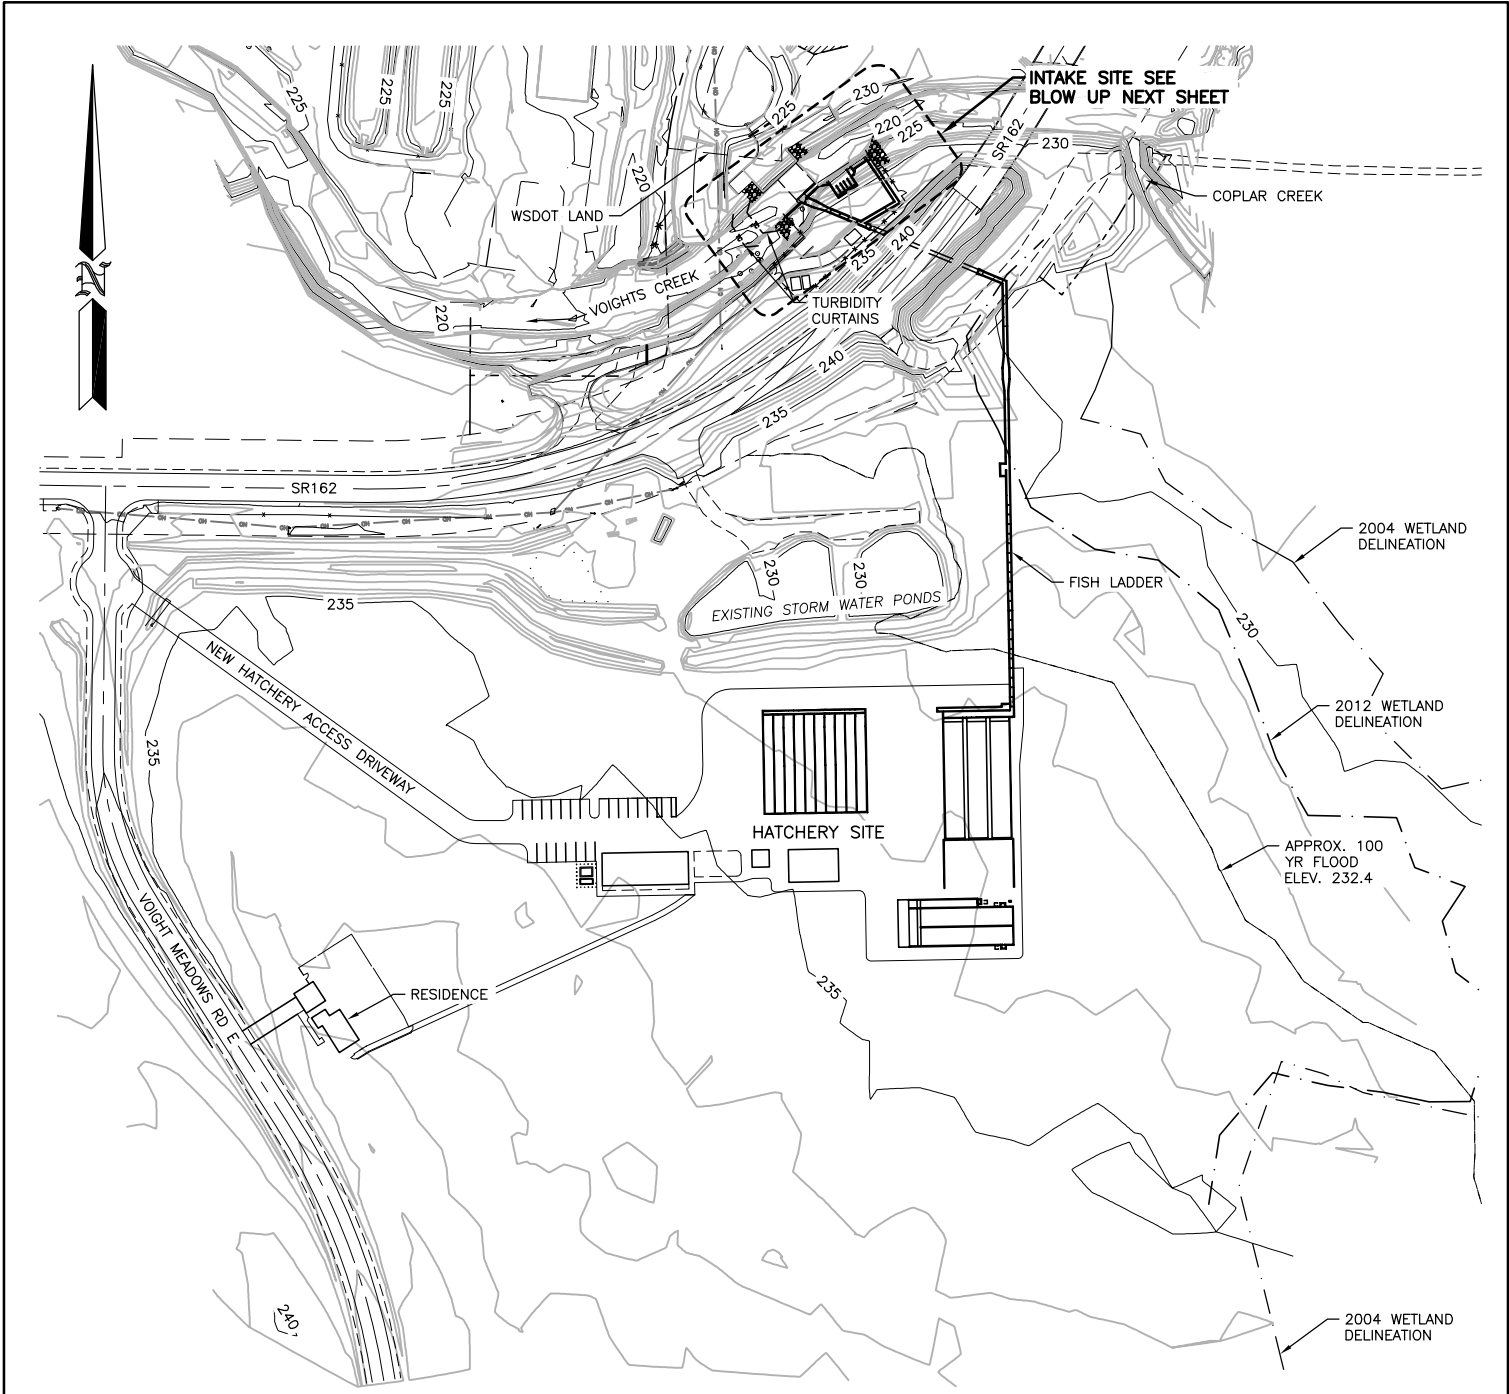 INTAKE SITE SEE
BLOW UP NEXT SHEET
225
225
225
225
230
220
225
SR162
230
COPLAR CREEK
220
WSDOT LAND
240
235
VOIGHTS CREEK
220
TURBIDITY
CURTAINS
N
240
235
SR162
2004 WETLAND
DELINEATION
230
230
FISH LADDER
EXISTING STORM WATER PONDS
235
230
NEW HATCHERY ACCESS DRIVEWAY
2012 WETLAND
DELINEATION
235
HATCHERY SITE
APPROX. 100
YR FLOOD
ELEV. 232.4
VOIGHT MEADOWS RD E
RESIDENCE
235
240
2004 WETLAND
DELINEATION